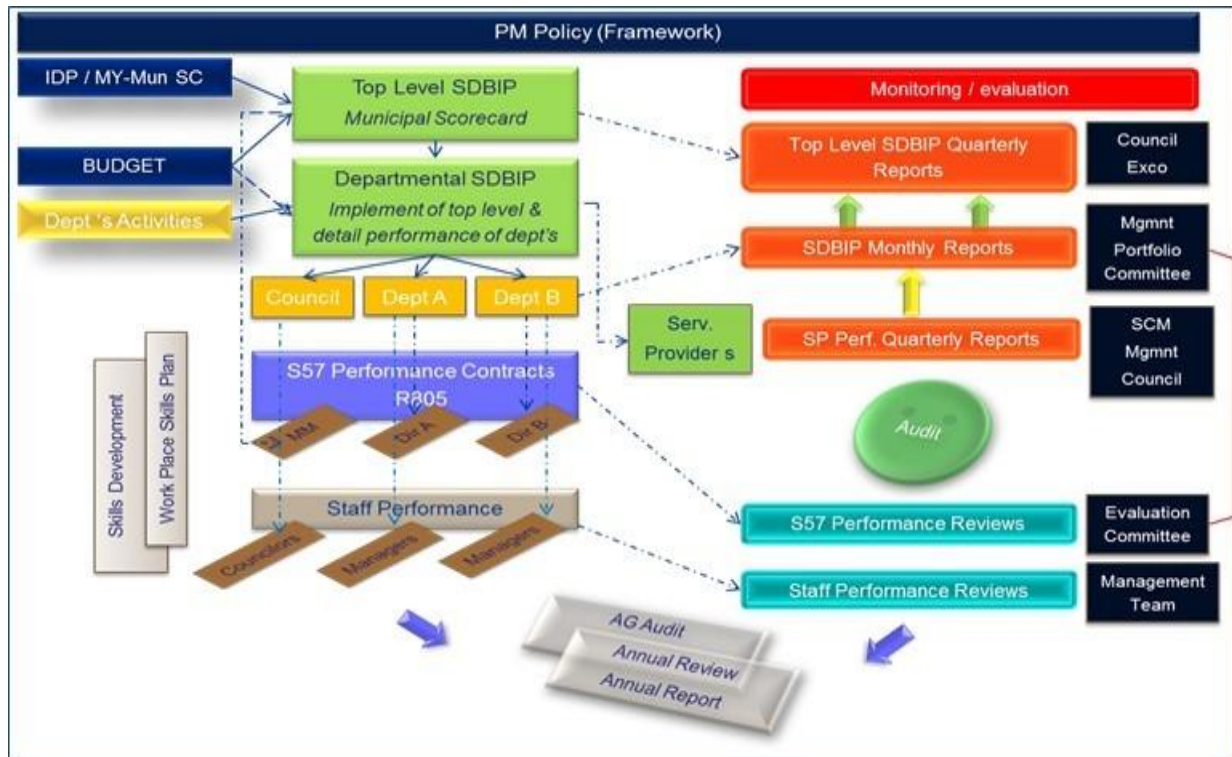 PM Policy (Framework)
IDP / MY-Mun SC
BUDGET
Dept 's Activities
Top Level SDBIP
Municipal Scorecard
Departmental SDBIP
Implement of top level &
detail performance of dept's
Council
Dept A
Dept B
Serv.
Provider s
S57 Performance Contracts
R805
MM
Dir A
Dir B
Skills Development
Work Place Skills Plan
Staff Performance
Councilors
Managers
Managers
Monitoring / evaluation
Top Level SDBIP Quarterly
Reports
Council
Exco
SDBIP Monthly Reports
Mgmnt
Portfolio
Committee
SP Perf. Quarterly Reports
SCM
Mgmnt
Council
Audit
S57 Performance Reviews
Evaluation
Committee
Staff Performance Reviews
Management
Team
AG Audit
Annual Review
Annual Report